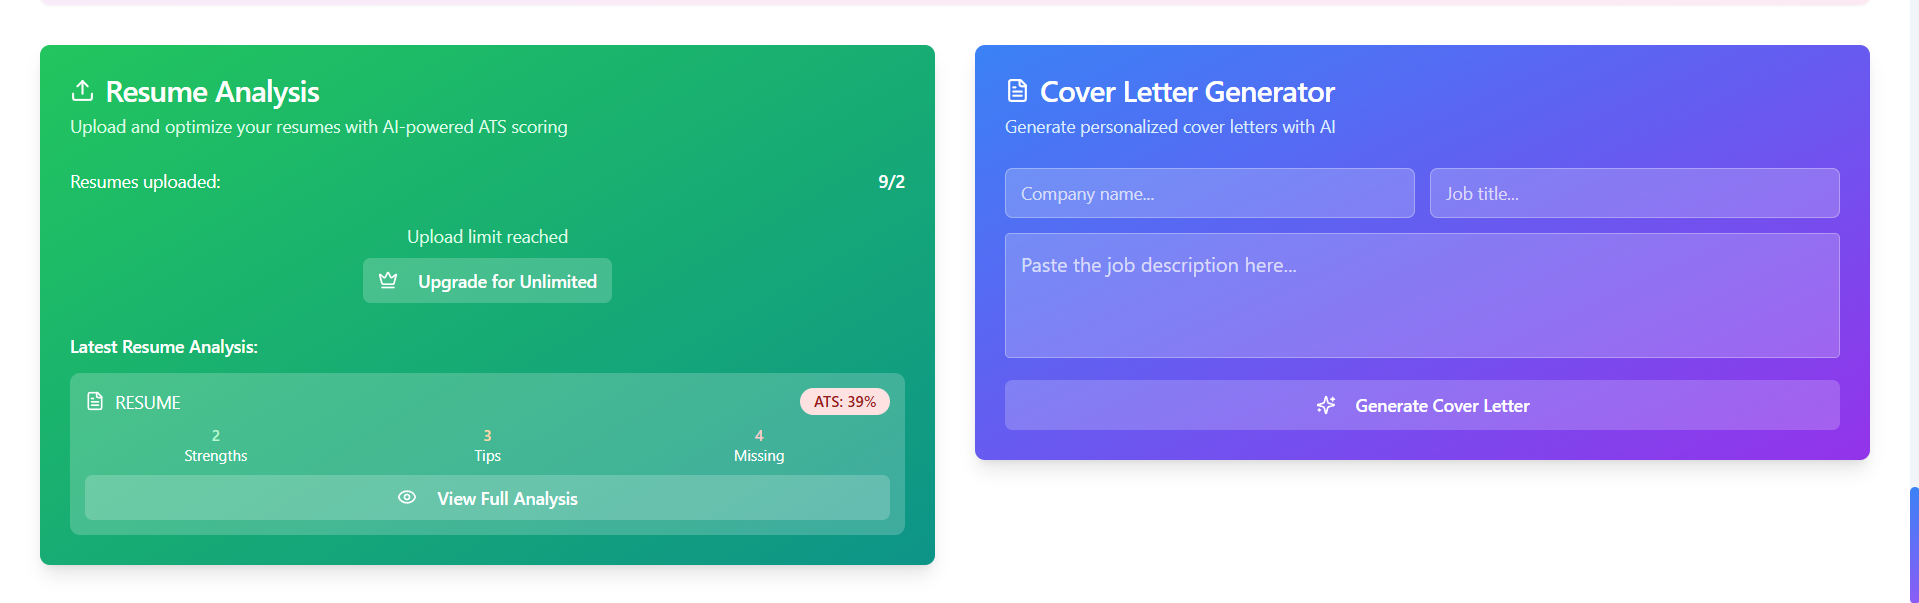 Resume Analysis
Upload and optimize your resumes with AI-powered ATS scoring
Resumes uploaded: 9/2
Upload limit reached
Upgrade for Unlimited
Latest Resume Analysis:
RESUME ATS: 39%
2 3 4
Strengths Tips Missing
View Full Analysis
Cover Letter Generator
Generate personalized cover letters with AI
Company name... Job title...
Paste the job description here...
Generate Cover Letter